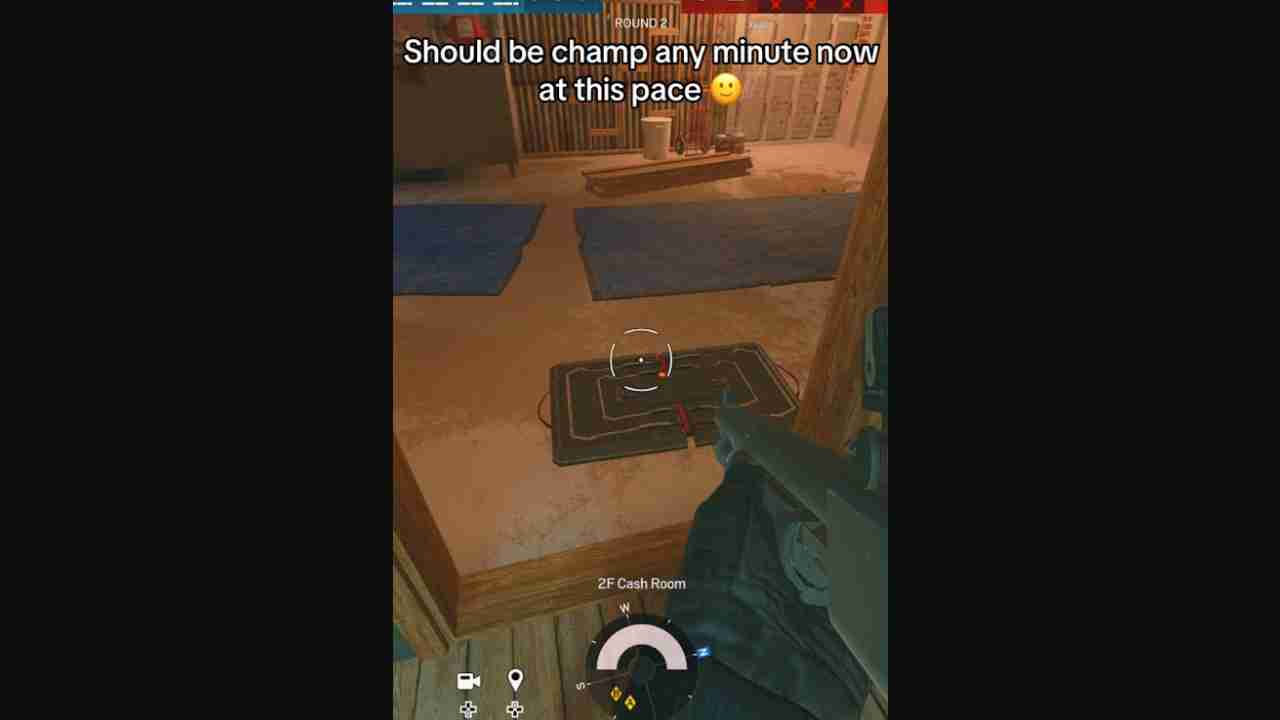 ROUND 2
Should be champ any minute now
at this pace 🙂
2F Cash Room
W
N
S